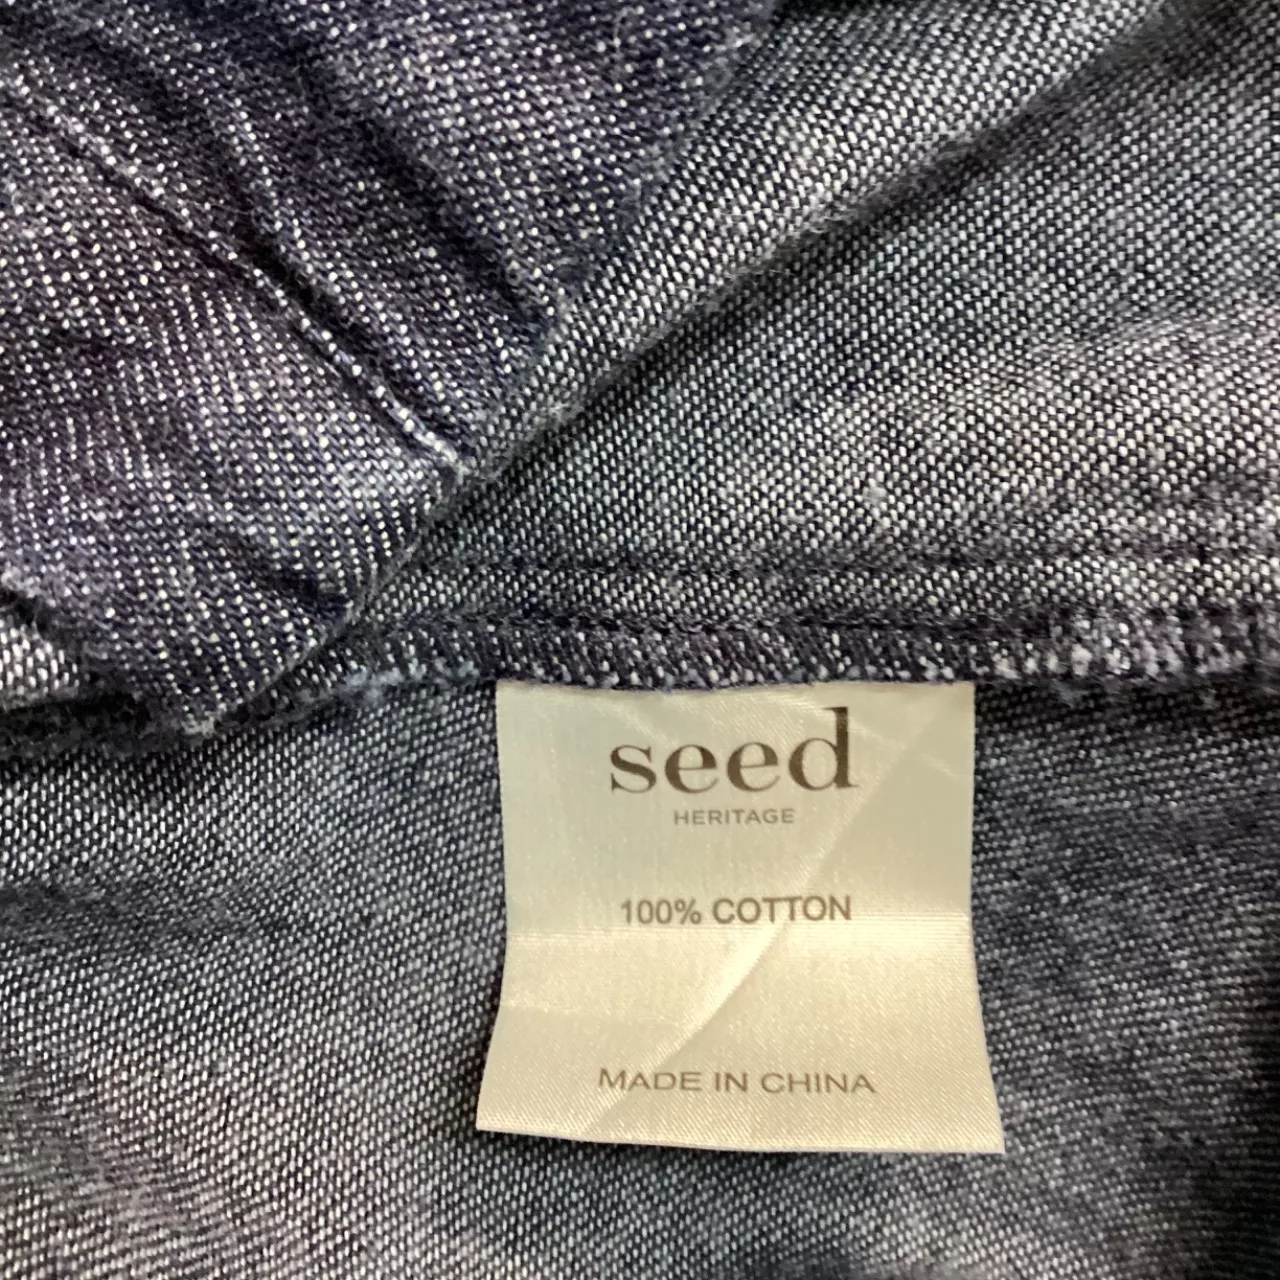 seed
HERITAGE
100% COTTON
MADE IN CHINA